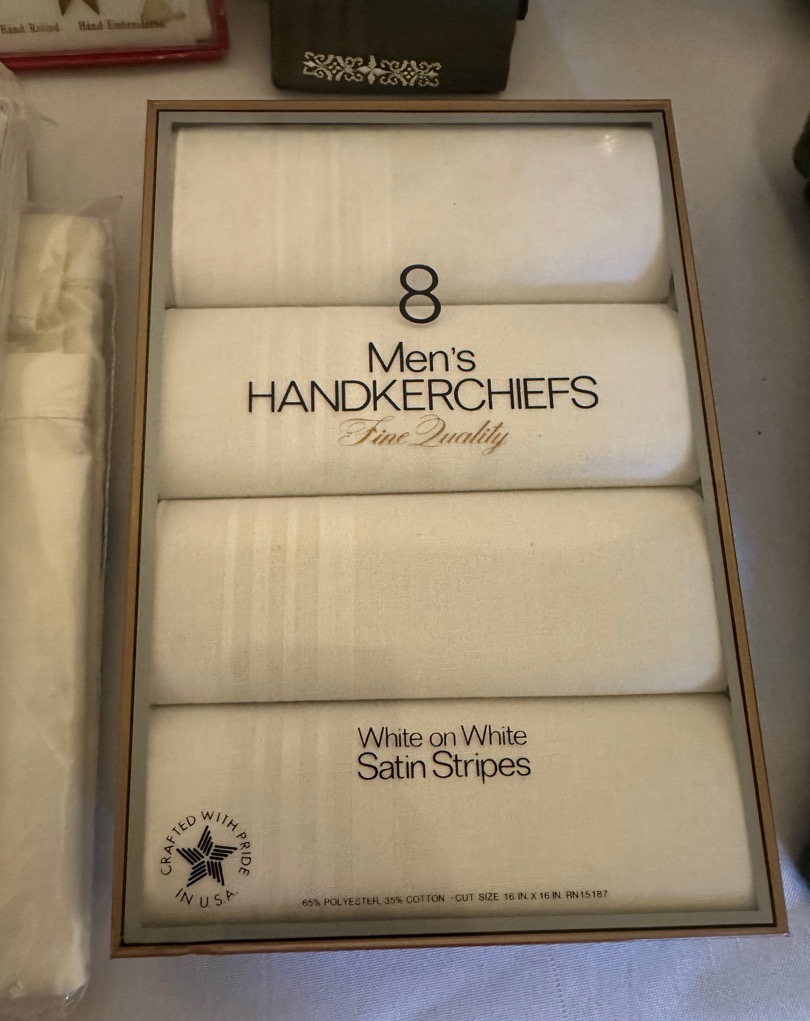 Hand Rolled Hand Embroidered
8
Men's
HANDKERCHIEFS
Fine Quality
White on White
Satin Stripes
CRAFTED WITH PRIDE
IN U.S.A.
65% POLYESTER, 35% COTTON · CUT SIZE 16 IN. X 16 IN. RN15187